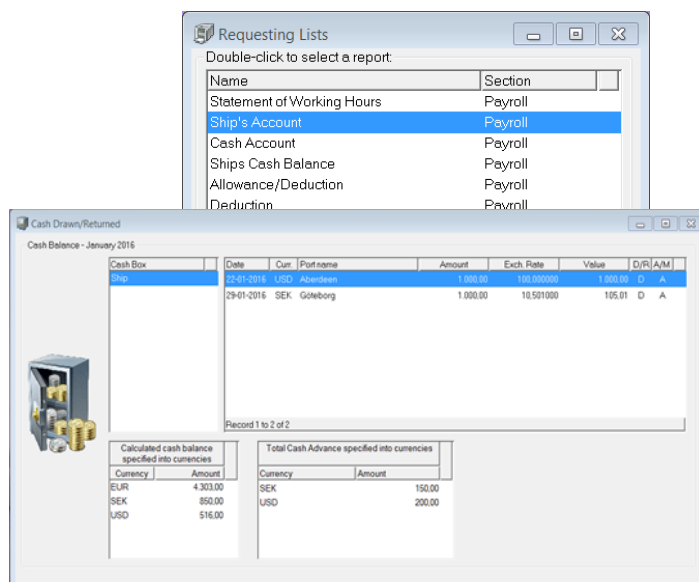 Requesting Lists
Double-click to select a report:
Name Section
Statement of Working Hours Payroll
Ship's Account Payroll
Cash Account Payroll
Ships Cash Balance Payroll
Allowance/Deduction Payroll
Deduction Payroll
Cash Drawn/Returned
Cash Balance - January 2016
Cash Box
Ship
Date Curr. Port name Amount Exch. Rate Value D/R A/M
22-01-2016 USD Aberdeen 1.000,00 100,000000 1.000,00 D A
29-01-2016 SEK Goteborg 1.000,00 10,501000 105,01 D A
Record 1 to 2 of 2
Calculated cash balance
specified into currencies
Currency Amount
EUR 4.303,00
SEK 850,00
USD 516,00
Total Cash Advance specified into currencies
Currency Amount
SEK 150,00
USD 200,00